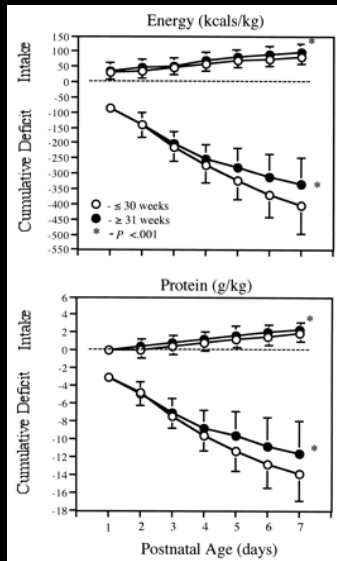 Energy (kcals/kg)
Intake
Cumulative Deficit
150
100
50
0
-50
-100
-150
-200
-250
-300
-350
-400
-450
-500
-550
*
*
- ≤ 30 weeks
- ≥ 31 weeks
* - P <.001
Protein (g/kg)
Intake
Cumulative Deficit
6
4
2
0
-2
-4
-6
-8
-10
-12
-14
-16
-18
*
*
1 2 3 4 5 6 7
Postnatal Age (days)